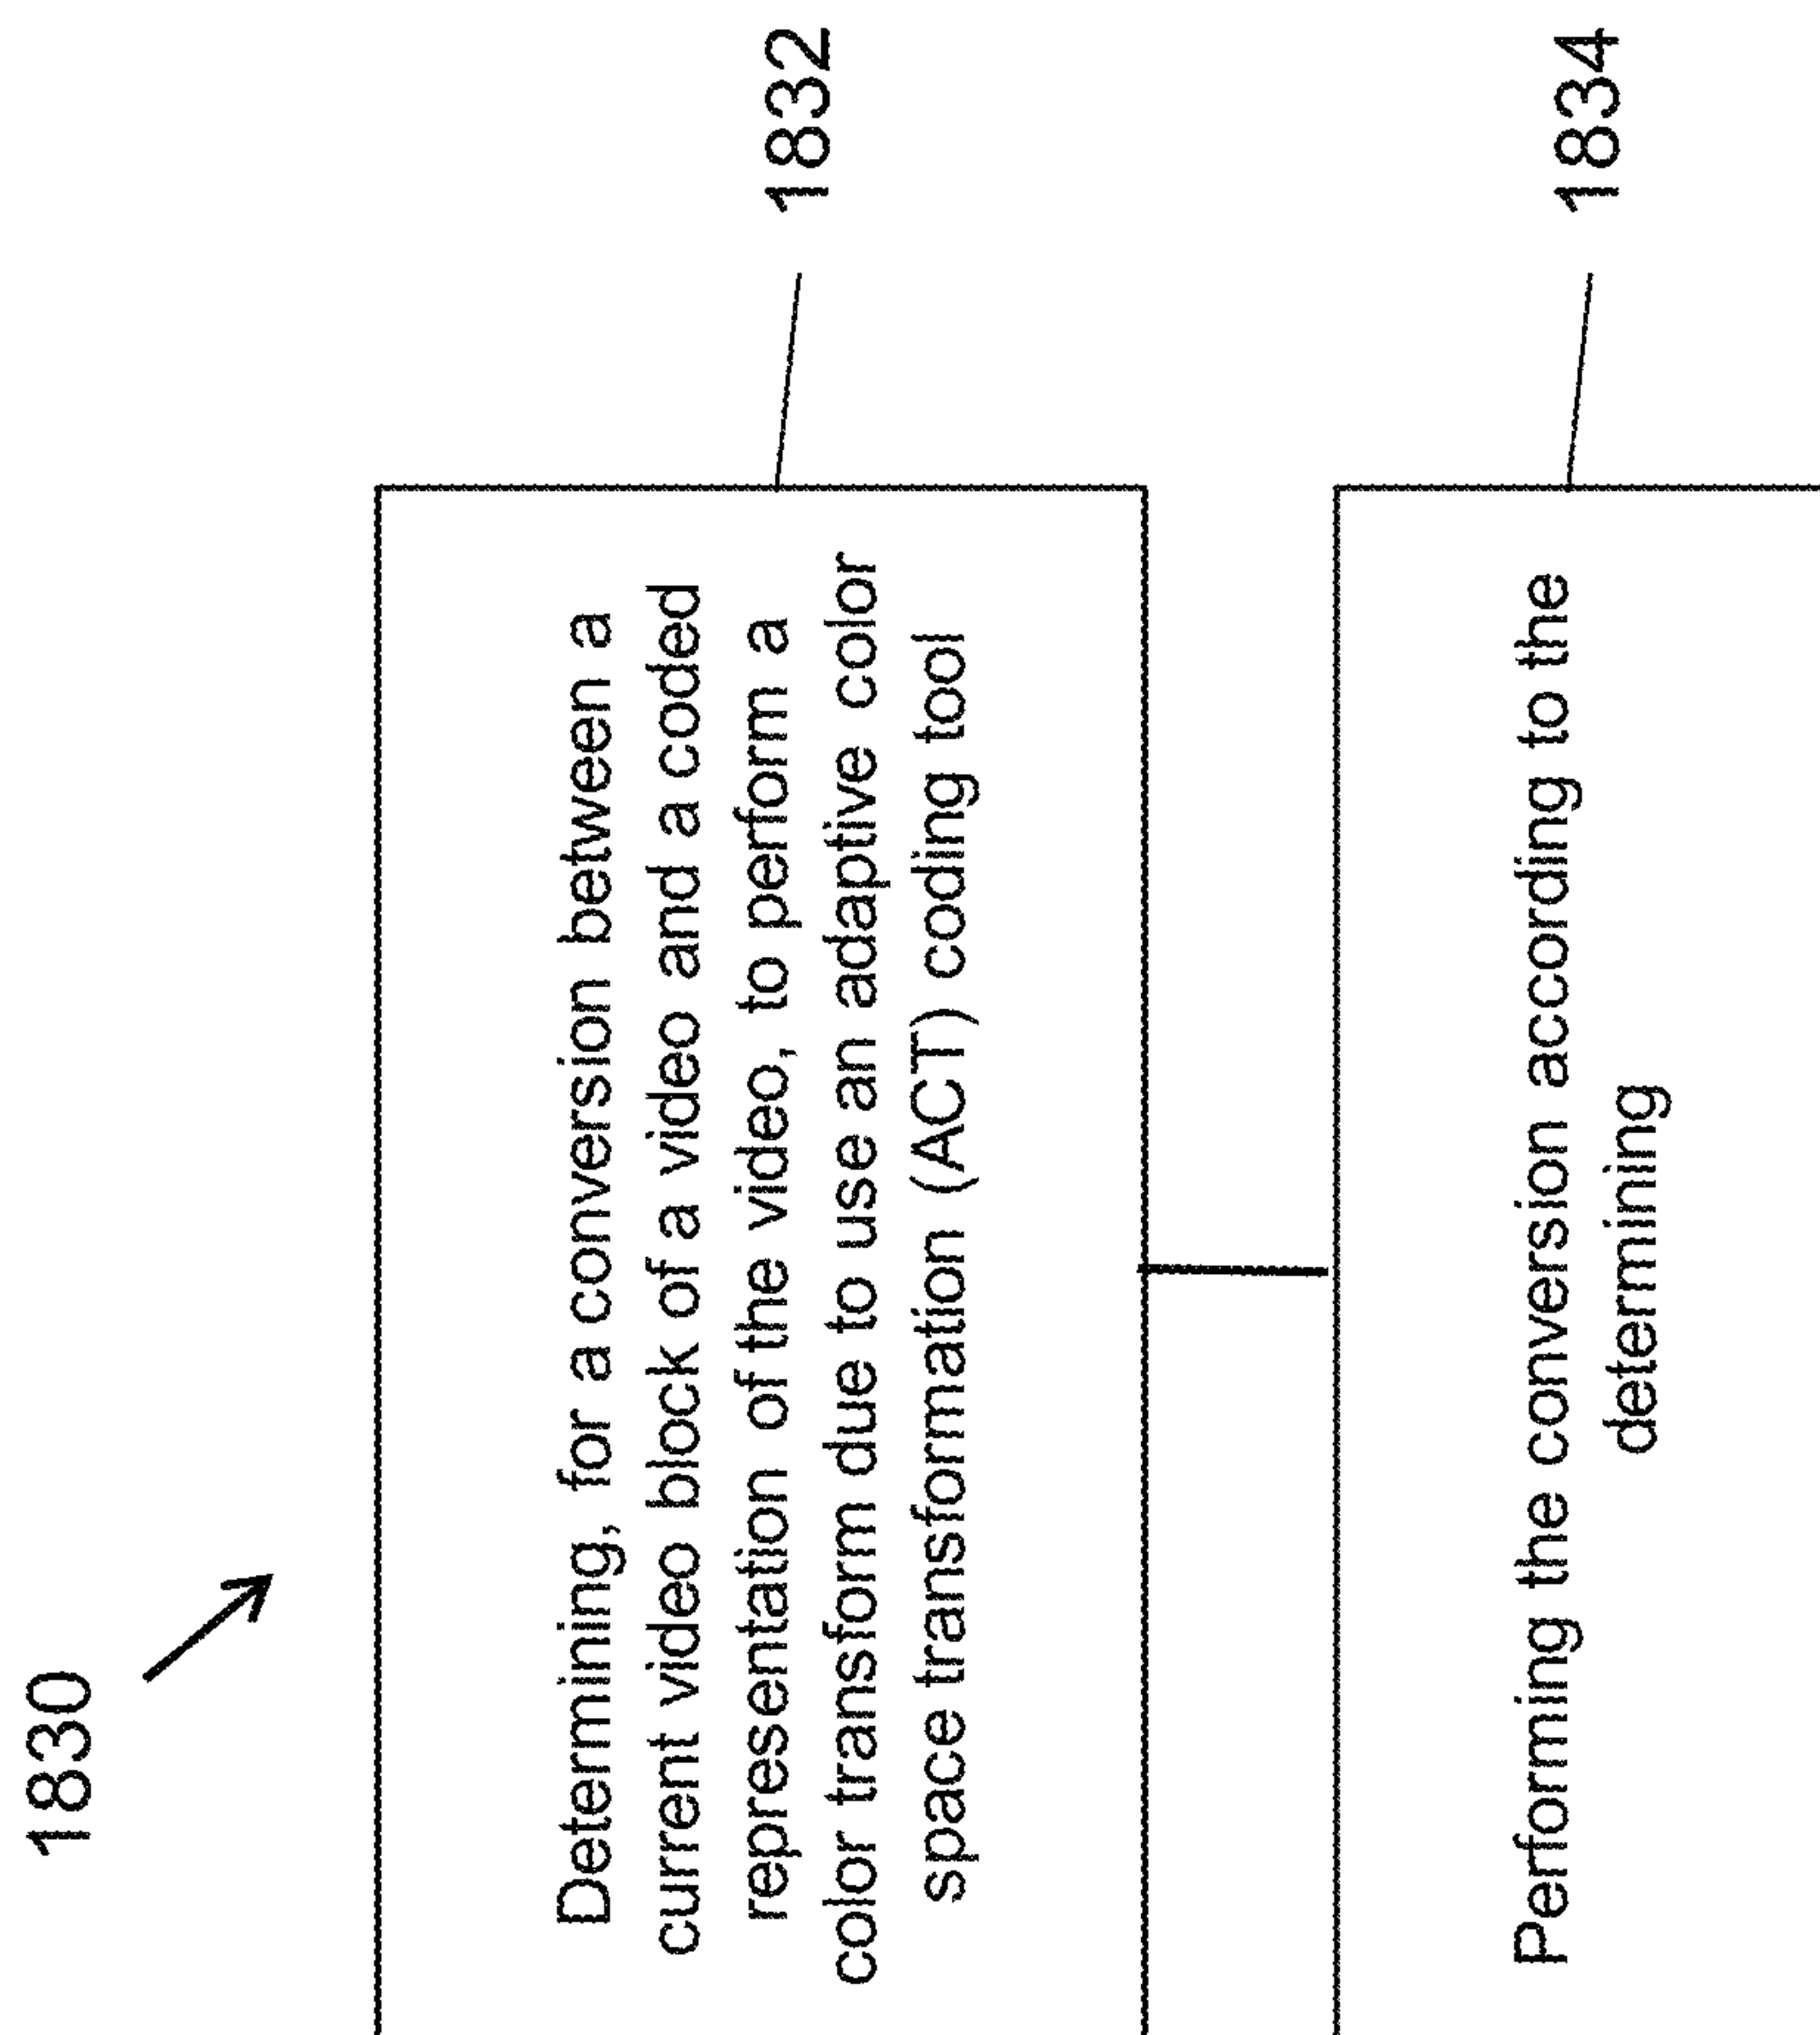 1830
Determining, for a conversion between a
current video block of a video and a coded
representation of the video, to perform a
color transform due to use an adaptive color
space transformation (ACT) coding tool
1832
Performing the conversion according to the
determining
1834